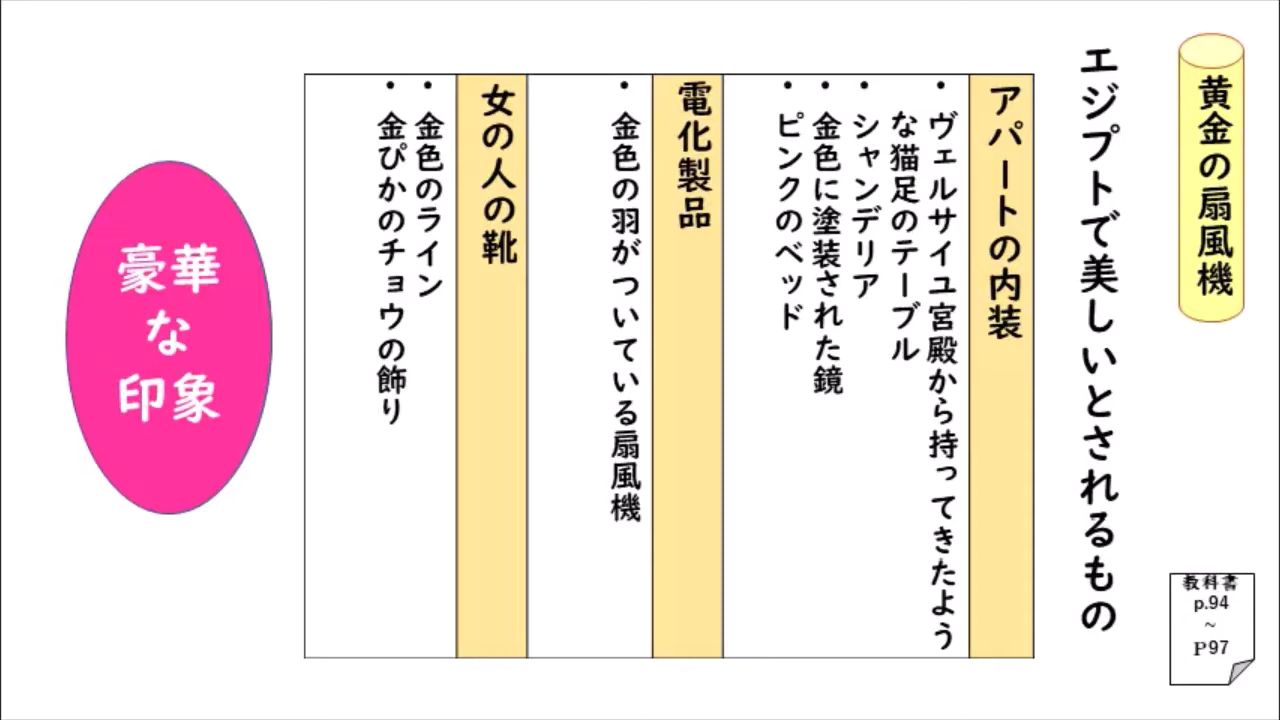 黄金の扇風機
エジプトで美しいとされるもの
アパートの内装
・ヴェルサイユ宮殿から持ってきたよう
な猫足のテーブル
・シャンデリア
・金色に塗装された鏡
・ピンクのベッド
電化製品
・金色の羽がついている扇風機
女の人の靴
・金色のライン
・金ぴかのチョウの飾り
豪華
な
印象
教科書
p.94
~
P97